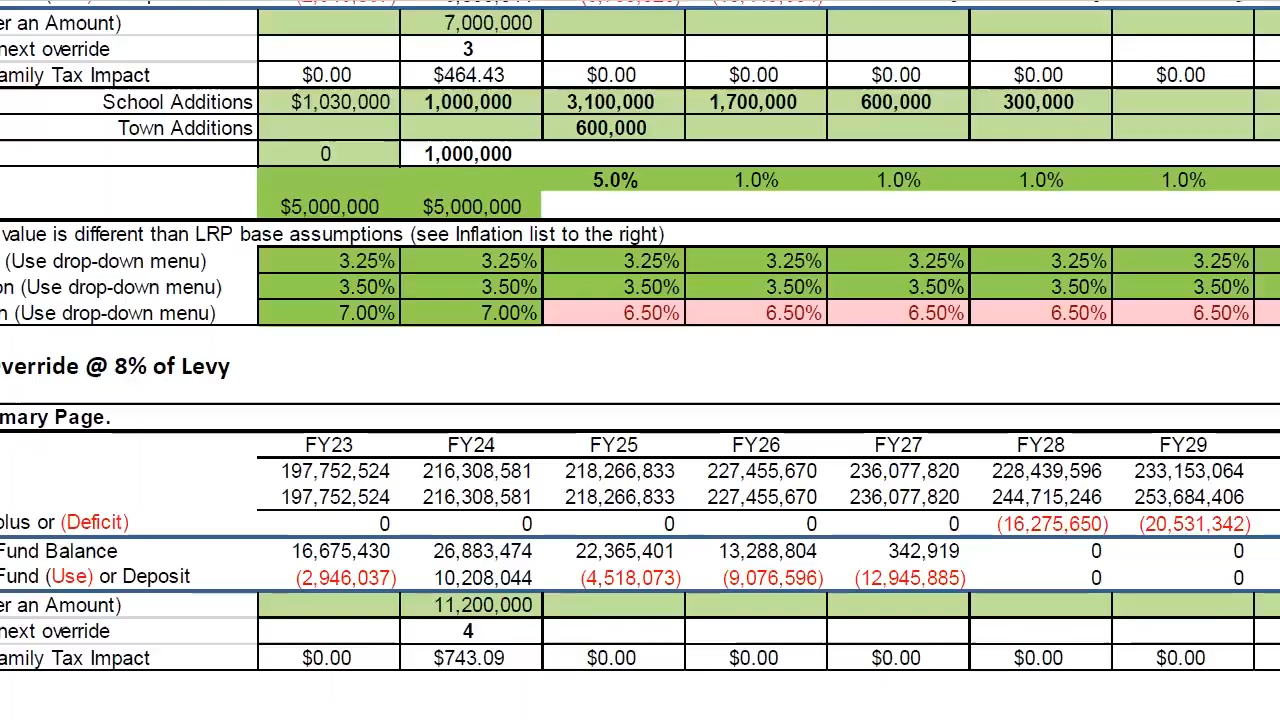 er an Amount) 7,000,000
next override 3
amily Tax Impact $0.00 $464.43 $0.00 $0.00 $0.00 $0.00 $0.00
School Additions $1,030,000 1,000,000 3,100,000 1,700,000 600,000 300,000
Town Additions 600,000
0 1,000,000
5.0% 1.0% 1.0% 1.0% 1.0%
$5,000,000 $5,000,000
value is different than LRP base assumptions (see Inflation list to the right)
(Use drop-down menu) 3.25% 3.25% 3.25% 3.25% 3.25% 3.25% 3.25%
on (Use drop-down menu) 3.50% 3.50% 3.50% 3.50% 3.50% 3.50% 3.50%
n (Use drop-down menu) 7.00% 7.00% 6.50% 6.50% 6.50% 6.50% 6.50%
verride @ 8% of Levy
mary Page.
FY23 FY24 FY25 FY26 FY27 FY28 FY29
197,752,524 216,308,581 218,266,833 227,455,670 236,077,820 228,439,596 233,153,064
197,752,524 216,308,581 218,266,833 227,455,670 236,077,820 244,715,246 253,684,406
plus or (Deficit) 0 0 0 0 0 (16,275,650) (20,531,342)
Fund Balance 16,675,430 26,883,474 22,365,401 13,288,804 342,919 0 0
Fund (Use) or Deposit (2,946,037) 10,208,044 (4,518,073) (9,076,596) (12,945,885) 0 0
er an Amount) 11,200,000
next override 4
amily Tax Impact $0.00 $743.09 $0.00 $0.00 $0.00 $0.00 $0.00